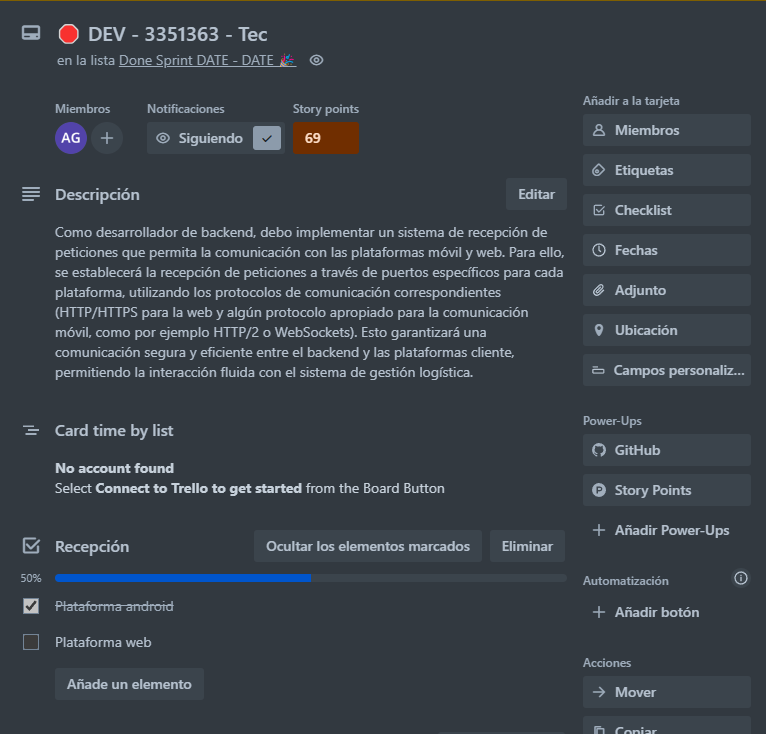 DEV - 3351363 - Tec
en la lista Done Sprint DATE - DATE 🎉
Miembros
Notificaciones
Story points
AG
Siguiendo
69
Descripción
Editar
Como desarrollador de backend, debo implementar un sistema de recepción de
peticiones que permita la comunicación con las plataformas móvil y web. Para ello,
se establecerá la recepción de peticiones a través de puertos específicos para cada
plataforma, utilizando los protocolos de comunicación correspondientes
(HTTP/HTTPS para la web y algún protocolo apropiado para la comunicación
móvil, como por ejemplo HTTP/2 o WebSockets). Esto garantizará una
comunicación segura y eficiente entre el backend y las plataformas cliente,
permitiendo la interacción fluida con el sistema de gestión logística.
Card time by list
No account found
Select Connect to Trello to get started from the Board Button
Recepción
Ocultar los elementos marcados
Eliminar
50%
Plataforma android
Plataforma web
Añade un elemento
Añadir a la tarjeta
Miembros
Etiquetas
Checklist
Fechas
Adjunto
Ubicación
Campos personaliz...
Power-Ups
GitHub
Story Points
Añadir Power-Ups
Automatización
Añadir botón
Acciones
Mover
Copiar